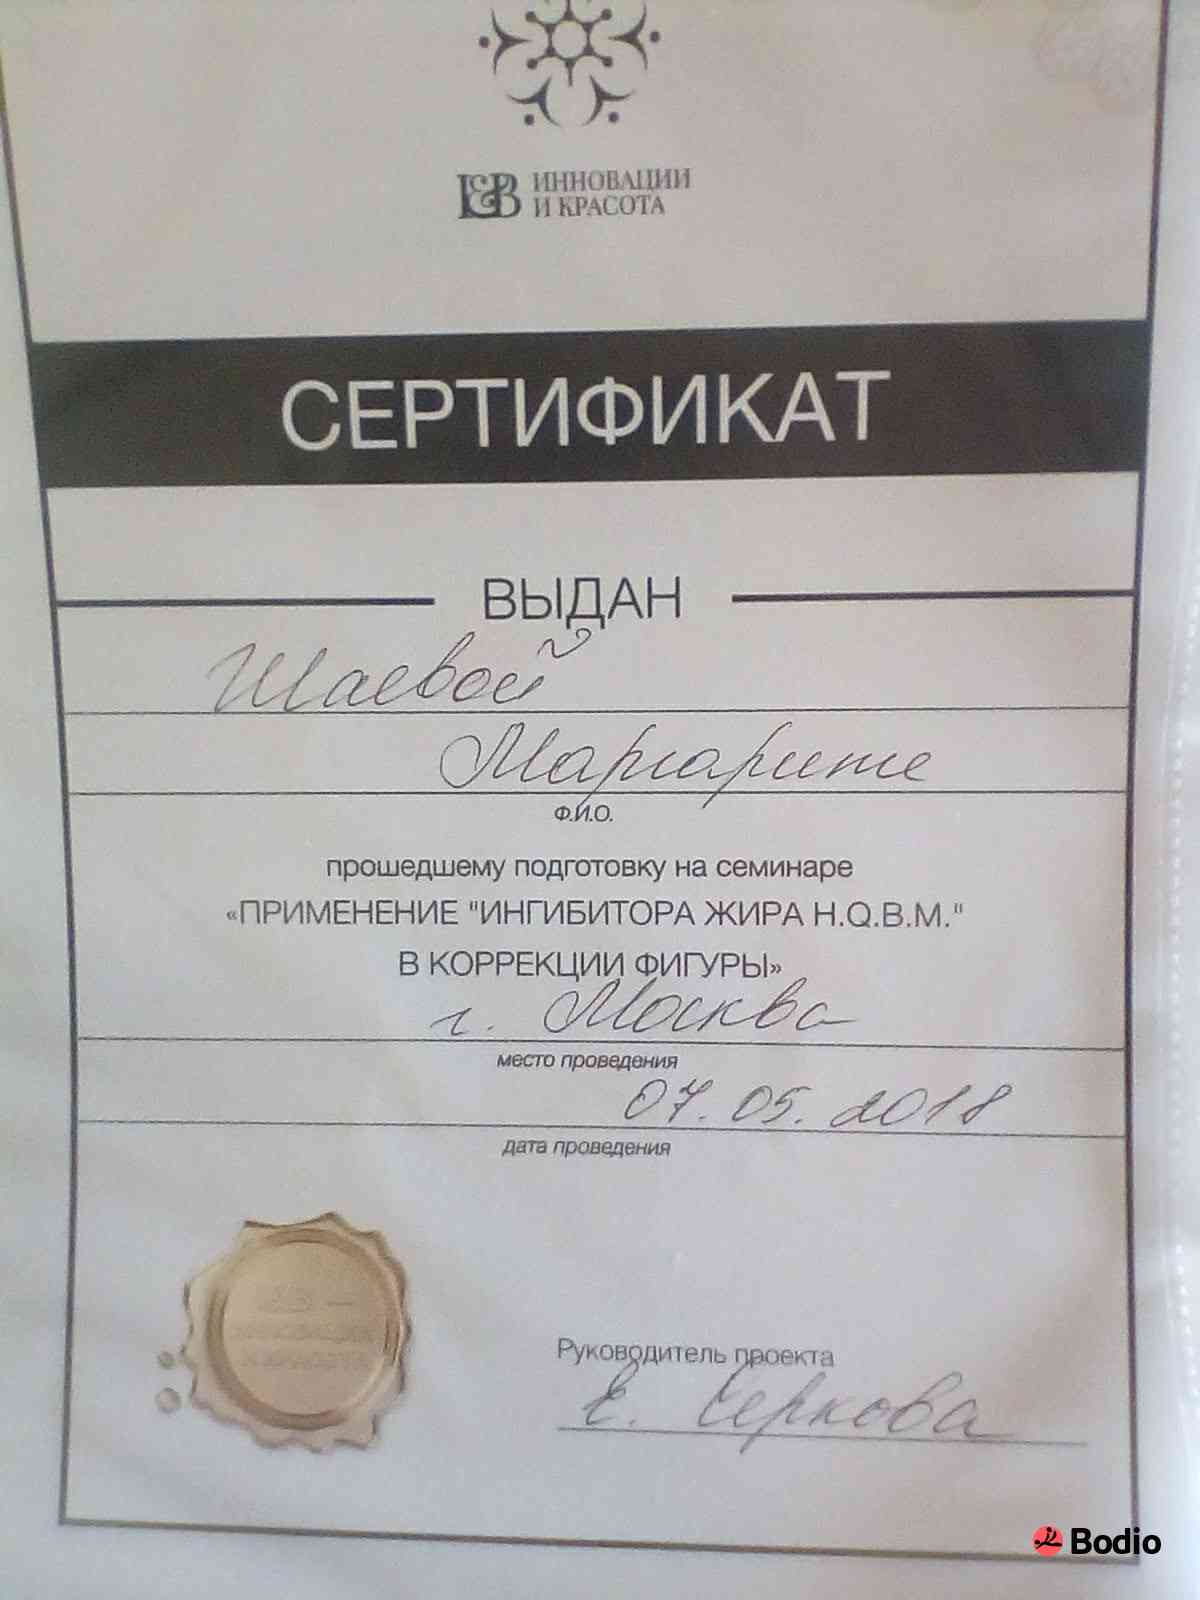 I&B ИННОВАЦИИ
И КРАСОТА
СЕРТИФИКАТ
ВЫДАН
Шаевой
Маргарите
Ф.И.О.
прошедшему подготовку на семинаре
«ПРИМЕНЕНИЕ "ИНГИБИТОРА ЖИРА H.Q.B.M."
В КОРРЕКЦИИ ФИГУРЫ»
г. Москва
место проведения
07.05.2018
дата проведения
Руководитель проекта
Е. Черкова
Bodio